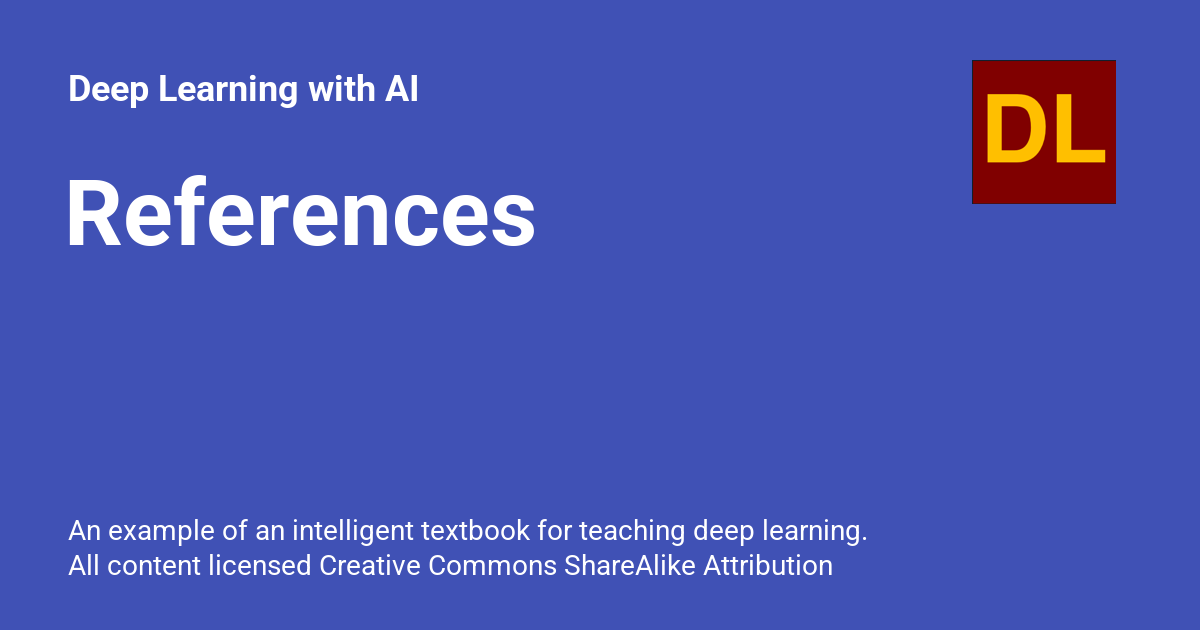 Deep Learning with AI
DL
References
An example of an intelligent textbook for teaching deep learning.
All content licensed Creative Commons ShareAlike Attribution